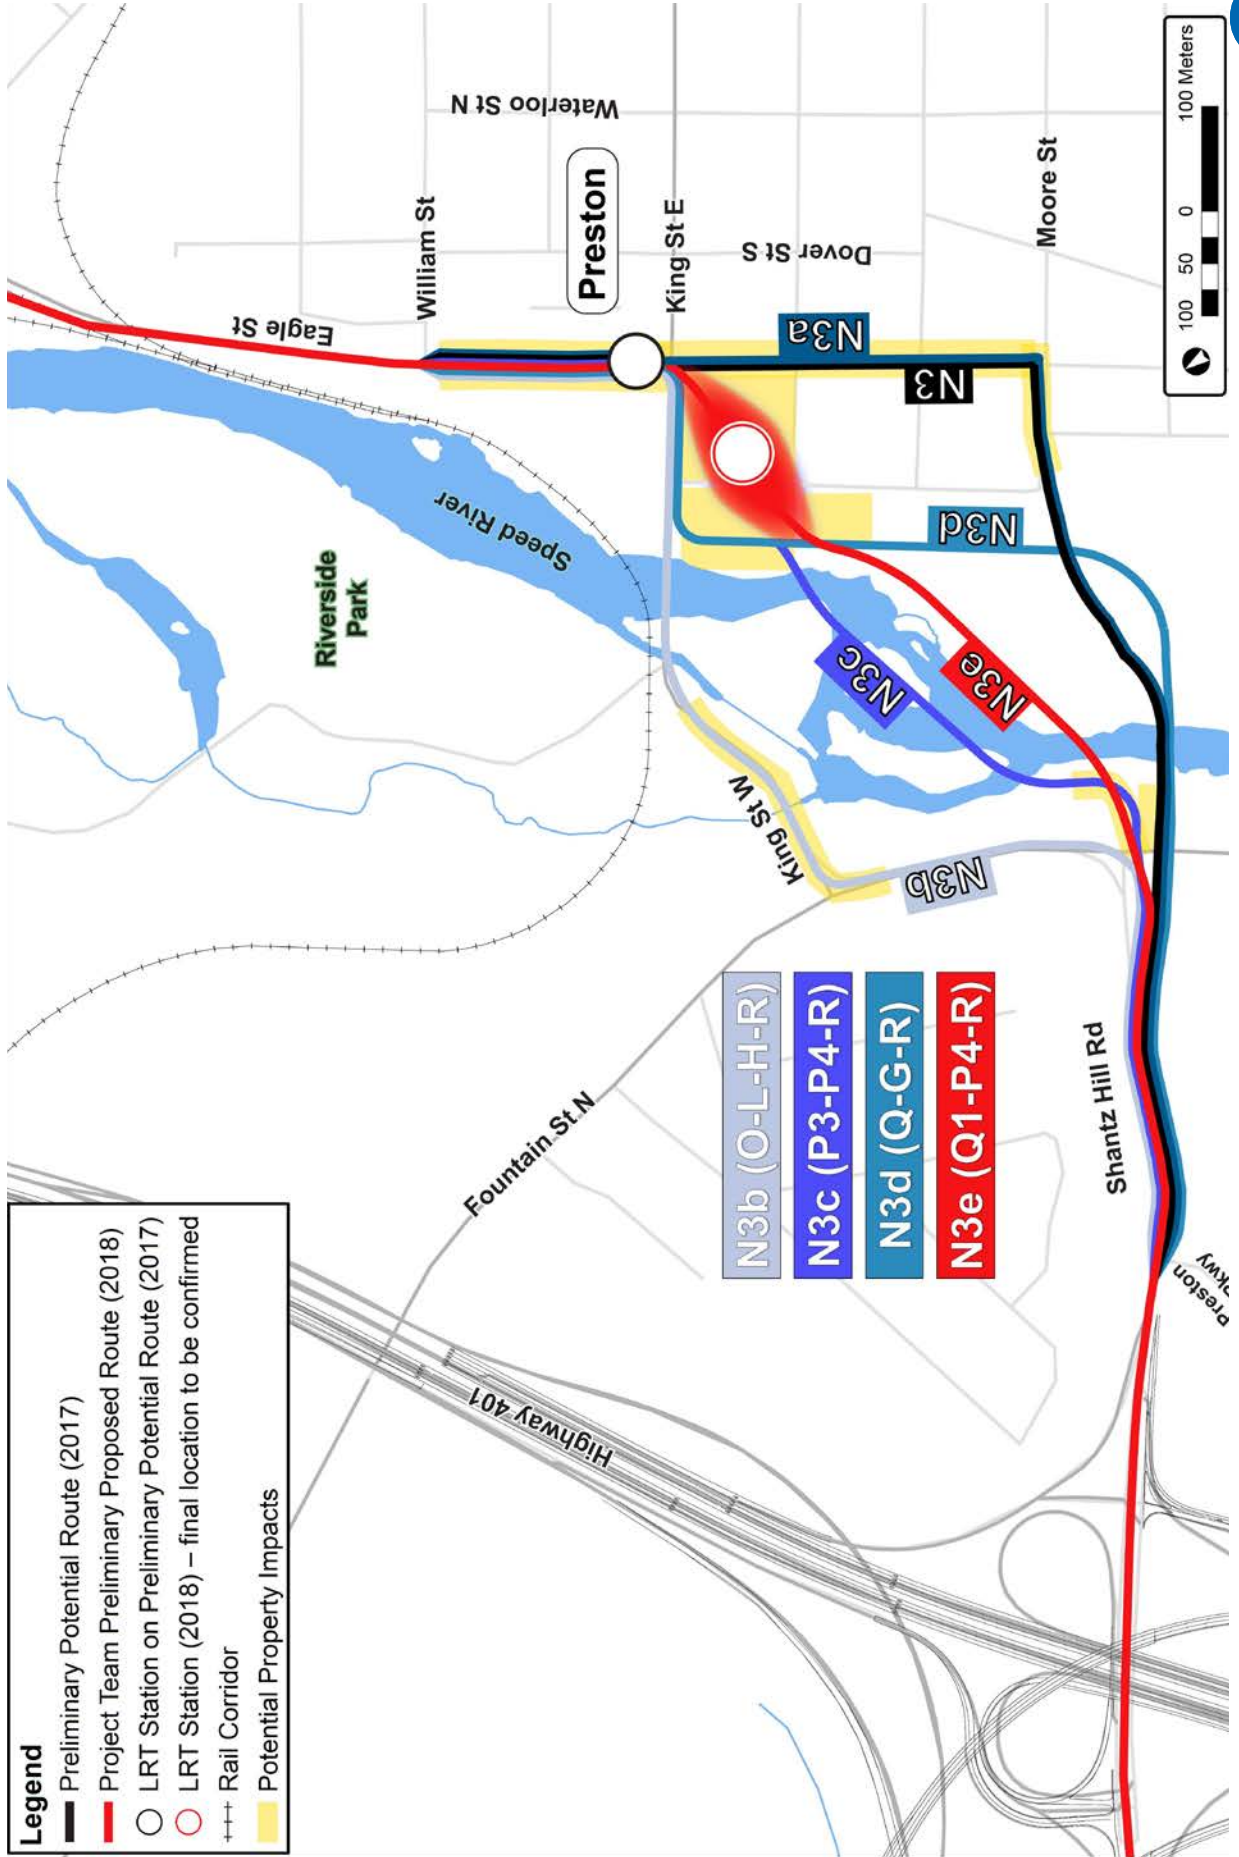 Legend
Preliminary Potential Route (2017)
Project Team Preliminary Proposed Route (2018)
LRT Station on Preliminary Potential Route (2017)
LRT Station (2018) – final location to be confirmed
Rail Corridor
Potential Property Impacts
Highway 401
Fountain St N
Riverside
Park
Speed River
Eagle St
William St
Waterloo St N
Preston
King St E
Dover St S
Moore St
King St W
N3a
N3
N3d
N3c
N3e
N3b
N3b (O-L-H-R)
N3c (P3-P4-R)
N3d (Q-G-R)
N3e (Q1-P4-R)
Shantz Hill Rd
Preston
Pkwy
100 50 0 100 Meters